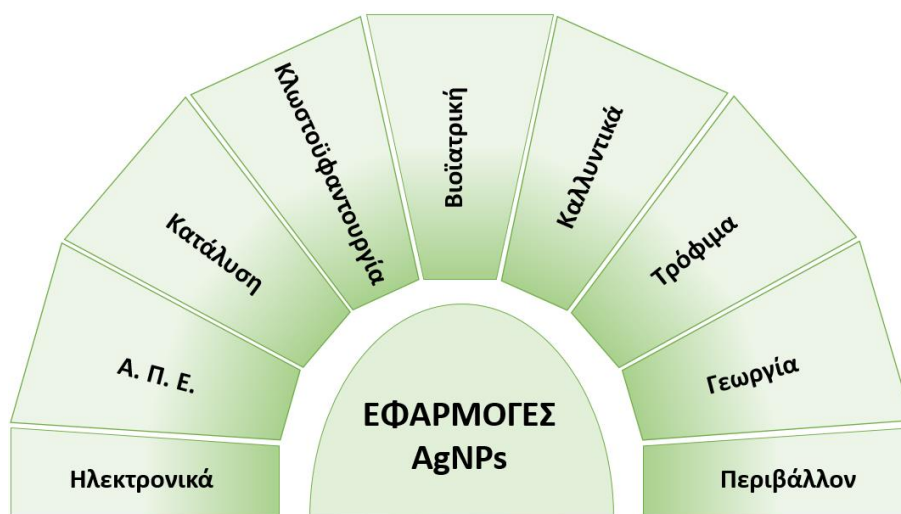 Ηλεκτρονικά
Α. Π. Ε.
Κατάλυση
Κλωστοϋφαντουργία
Βιοϊατρική
Καλλυντικά
Τρόφιμα
Γεωργία
Περιβάλλον
ΕΦΑΡΜΟΓΕΣ
AgNPs